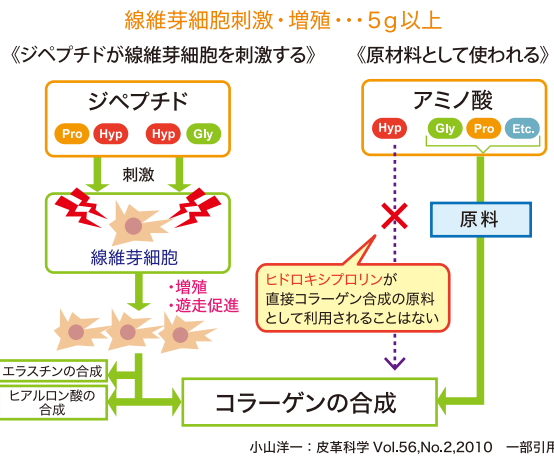 線維芽細胞刺激・増殖・・・5g以上
《ジペプチドが線維芽細胞を刺激する》
《原材料として使われる》
ジペプチド
Pro Hyp Hyp Gly
刺激
線維芽細胞
・増殖
・遊走促進
エラスチンの合成
ヒアルロン酸の
合成
アミノ酸
Hyp Gly Pro Etc.
原料
ヒドロキシプロリンが
直接コラーゲン合成の原料
として利用されることはない
コラーゲンの合成
小山洋一：皮革科学 Vol.56,No.2,2010　一部引用